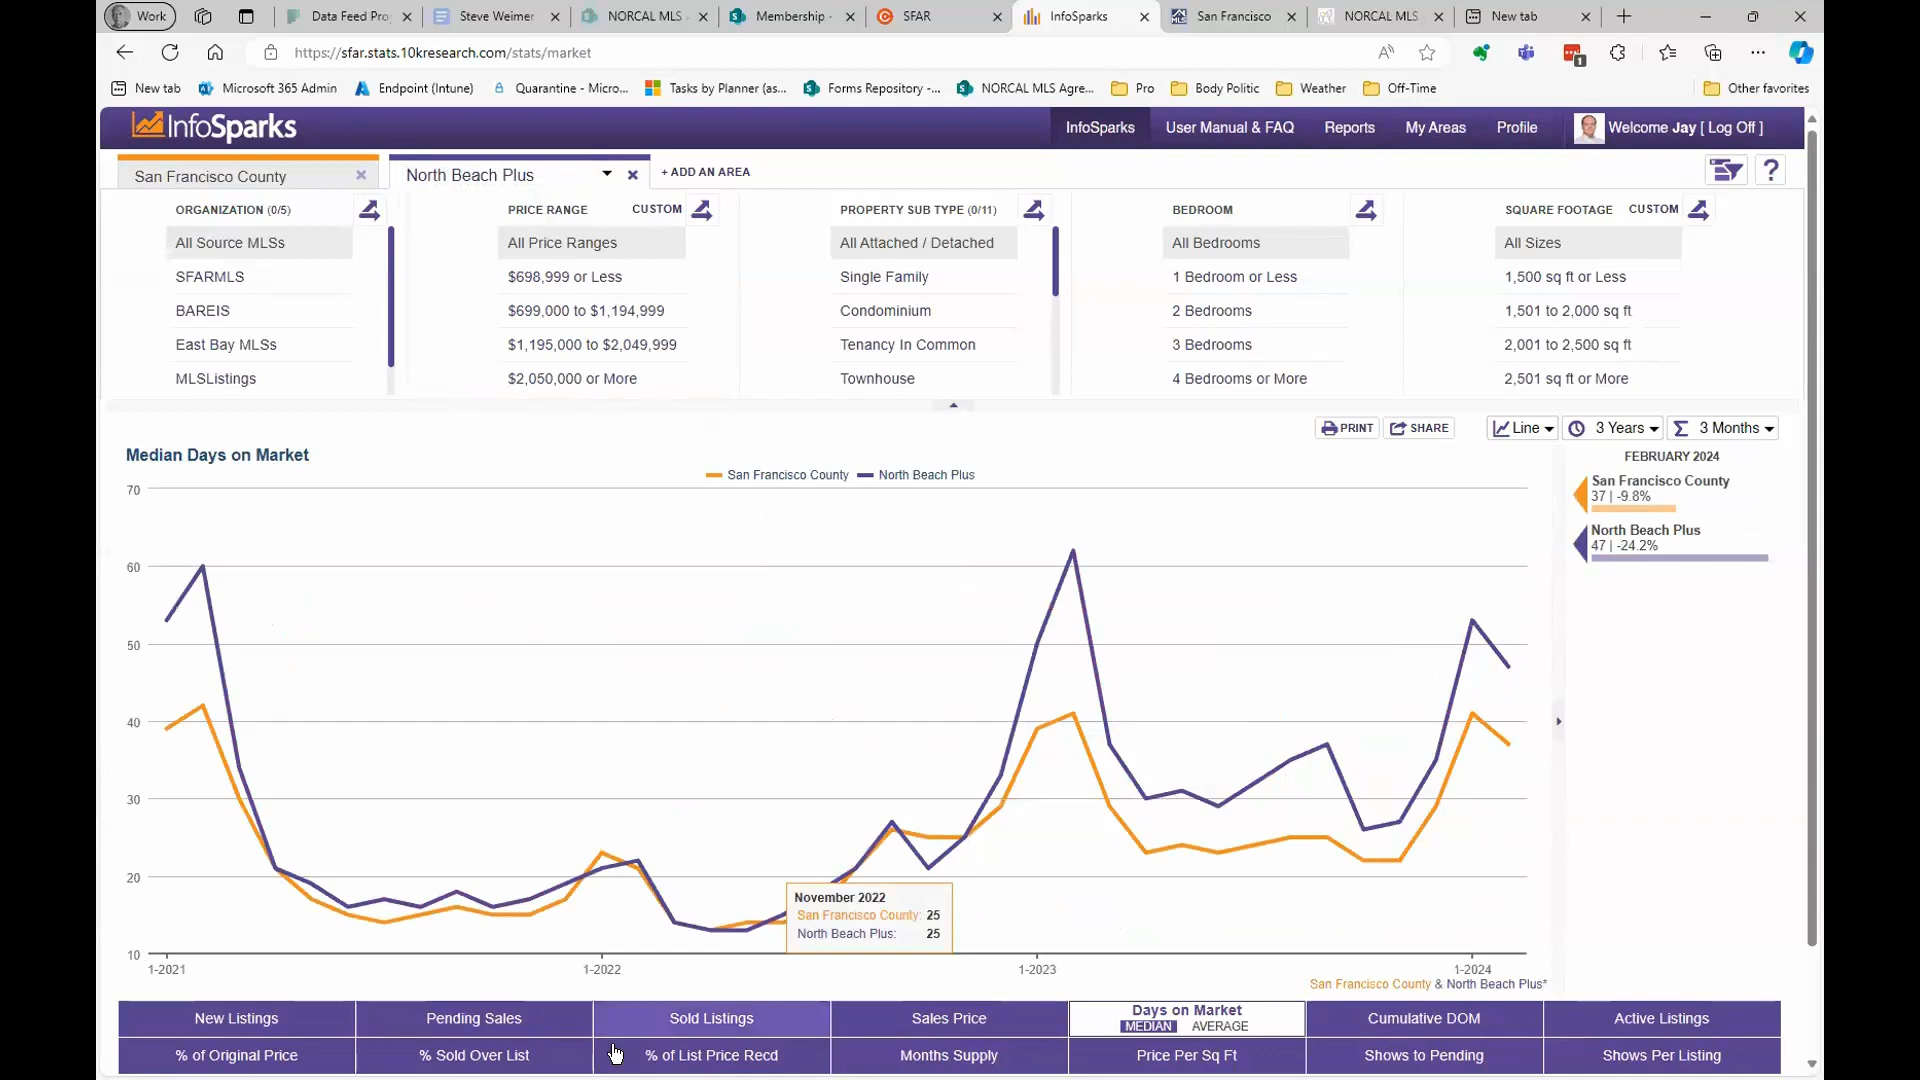 Work
Data Feed Pro
Steve Weimer
NORCAL MLS
Membership -
SFAR
InfoSparks
San Francisco
NORCAL MLS
New tab
https://sfar.stats.10kresearch.com/stats/market
1
New tab
Microsoft 365 Admin
Endpoint (Intune)
Quarantine - Micro...
Tasks by Planner (as...
Forms Repository -...
NORCAL MLS Agre...
Pro
Body Politic
Weather
Off-Time
Other favorites
InfoSparks
InfoSparks
User Manual & FAQ
Reports
My Areas
Profile
Welcome Jay [ Log Off ]
San Francisco County
North Beach Plus
+ ADD AN AREA
?
ORGANIZATION (0/5)
All Source MLSs
SFARMLS
BAREIS
East Bay MLSs
MLSListings
PRICE RANGE
CUSTOM
All Price Ranges
$698,999 or Less
$699,000 to $1,194,999
$1,195,000 to $2,049,999
$2,050,000 or More
PROPERTY SUB TYPE (0/11)
All Attached / Detached
Single Family
Condominium
Tenancy In Common
Townhouse
BEDROOM
All Bedrooms
1 Bedroom or Less
2 Bedrooms
3 Bedrooms
4 Bedrooms or More
SQUARE FOOTAGE
CUSTOM
All Sizes
1,500 sq ft or Less
1,501 to 2,000 sq ft
2,001 to 2,500 sq ft
2,501 sq ft or More
PRINT
SHARE
Line
3 Years
3 Months
Median Days on Market
San Francisco County
North Beach Plus
FEBRUARY 2024
San Francisco County
37 | -9.8%
North Beach Plus
47 | -24.2%
70
60
50
40
30
20
10
November 2022
San Francisco County: 25
North Beach Plus: 25
1-2021
1-2022
1-2023
1-2024
San Francisco County & North Beach Plus*
New Listings
Pending Sales
Sold Listings
Sales Price
Days on Market
MEDIAN
AVERAGE
Cumulative DOM
Active Listings
% of Original Price
% Sold Over List
% of List Price Recd
Months Supply
Price Per Sq Ft
Shows to Pending
Shows Per Listing